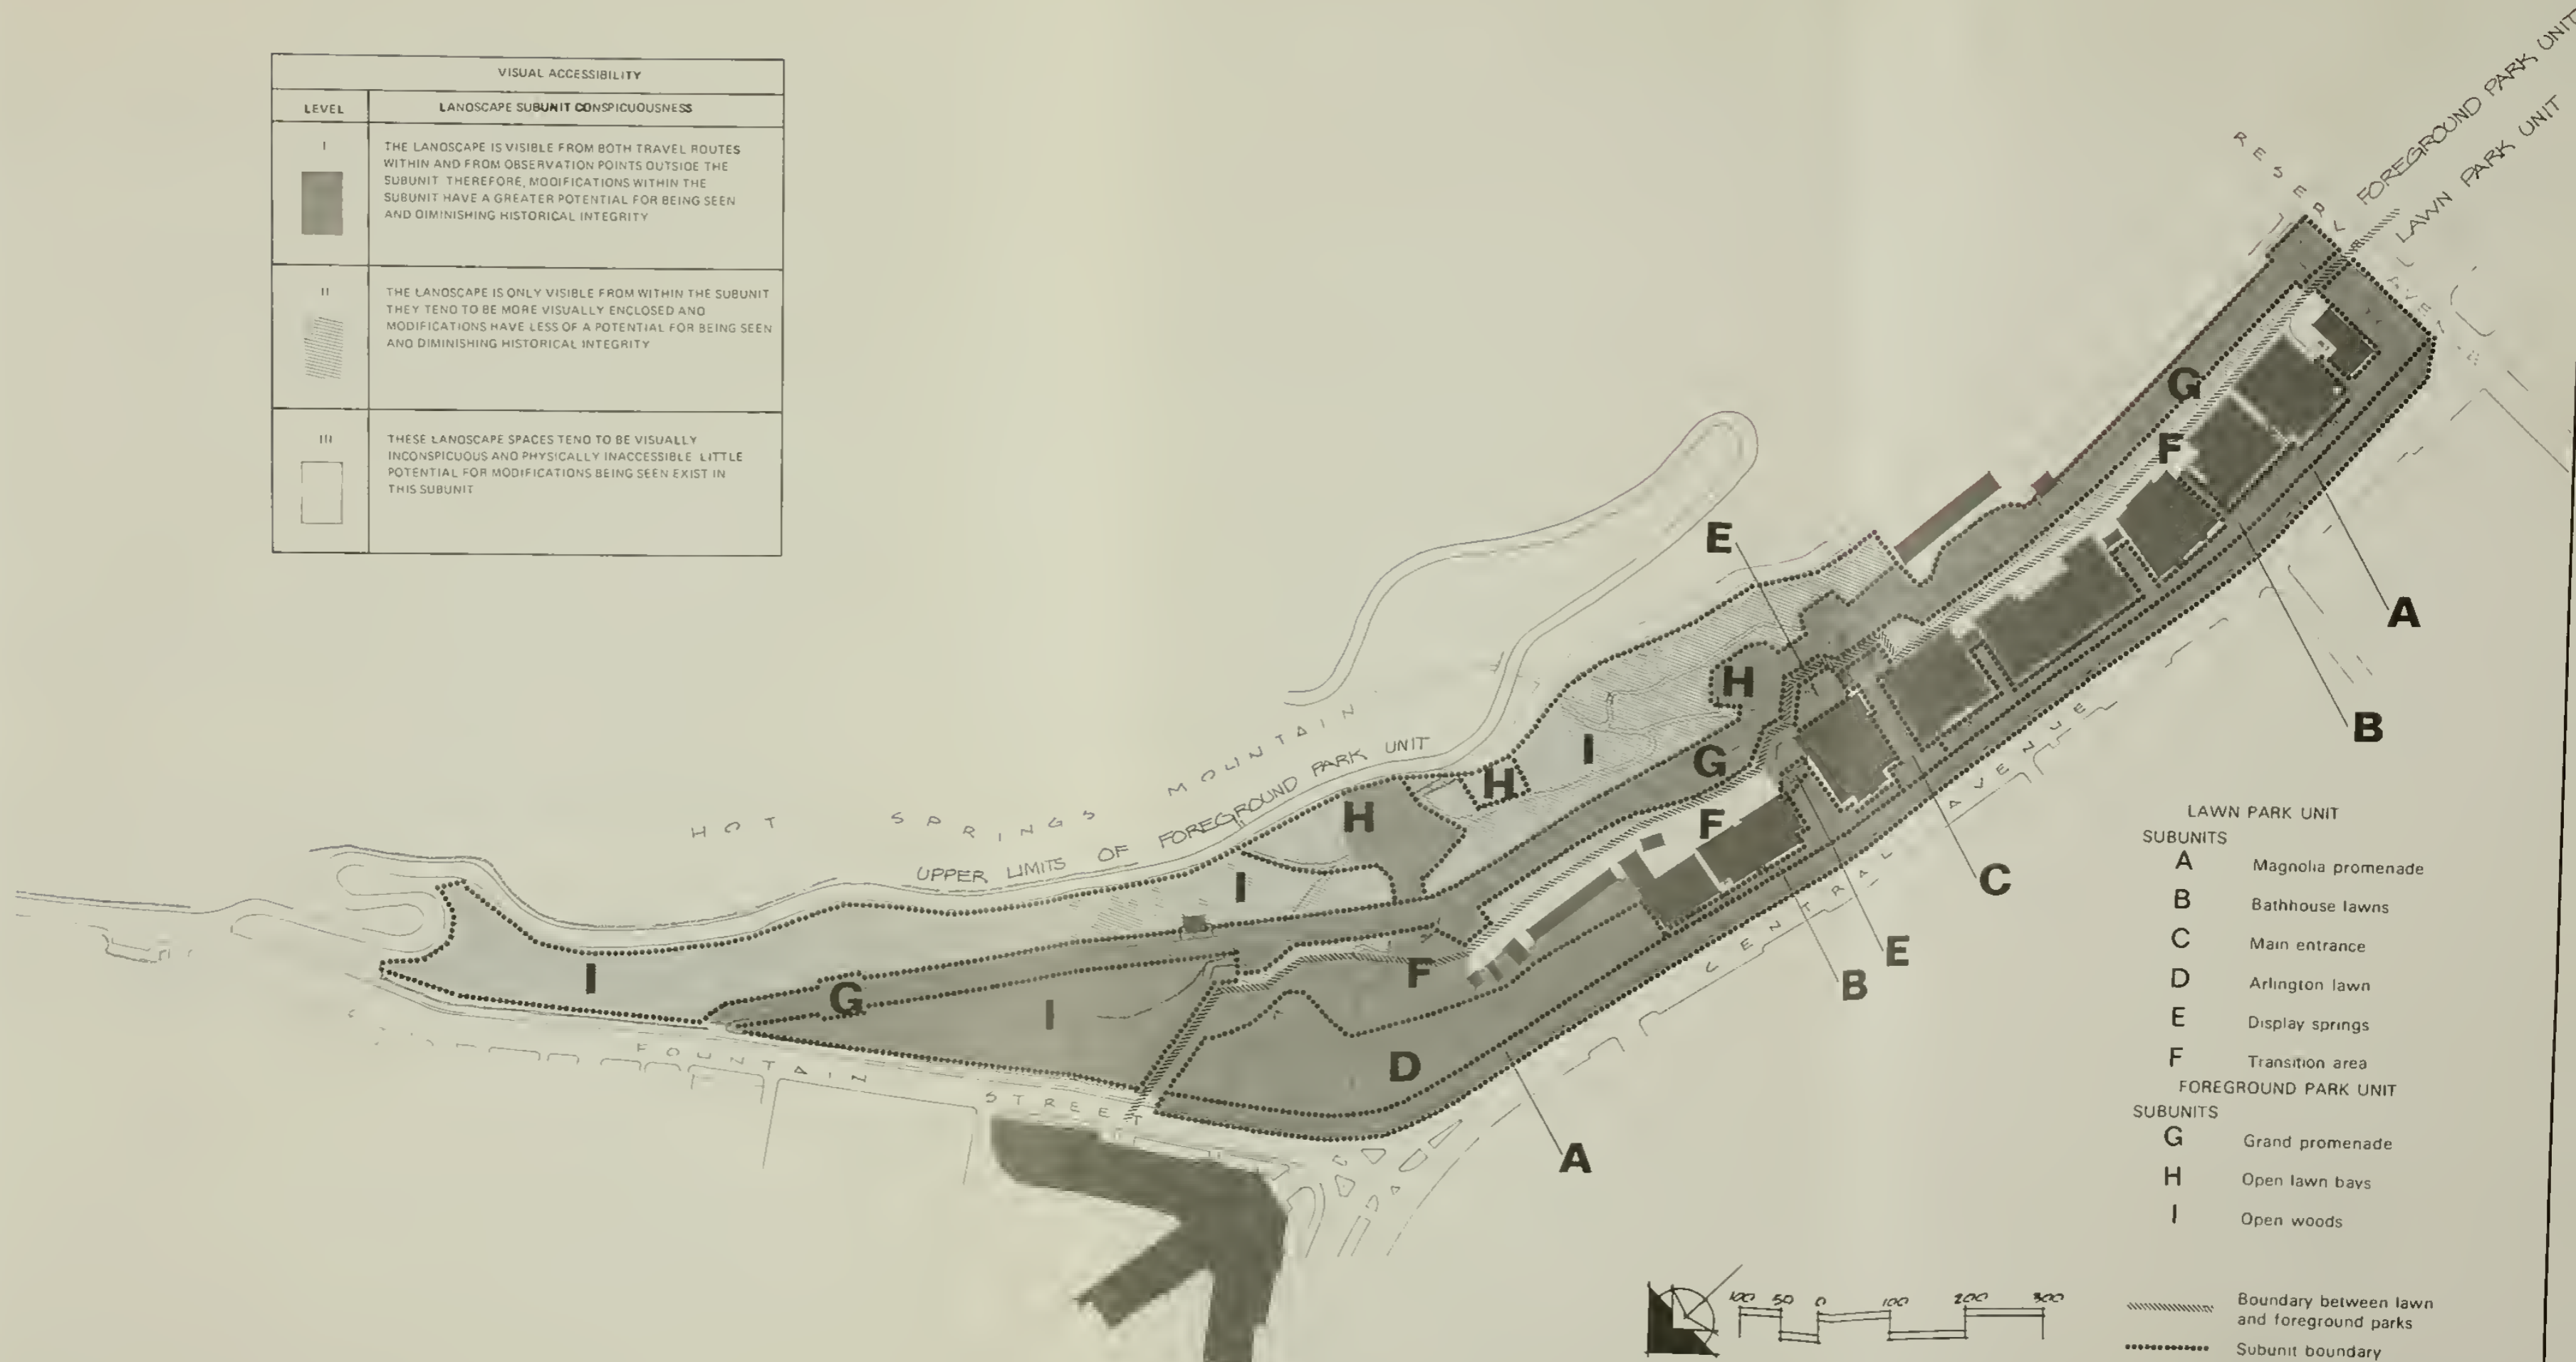 VISUAL ACCESSIBILITY
LEVEL
LANDSCAPE SUBUNIT CONSPICUOUSNESS
I
THE LANDSCAPE IS VISIBLE FROM BOTH TRAVEL ROUTES
WITHIN AND FROM OBSERVATION POINTS OUTSIDE THE
SUBUNIT THEREFORE, MODIFICATIONS WITHIN THE
SUBUNIT HAVE A GREATER POTENTIAL FOR BEING SEEN
AND DIMINISHING HISTORICAL INTEGRITY
II
THE LANDSCAPE IS ONLY VISIBLE FROM WITHIN THE SUBUNIT
THEY TEND TO BE MORE VISUALLY ENCLOSED AND
MODIFICATIONS HAVE LESS OF A POTENTIAL FOR BEING SEEN
AND DIMINISHING HISTORICAL INTEGRITY
III
THESE LANDSCAPE SPACES TEND TO BE VISUALLY
INCONSPICUOUS AND PHYSICALLY INACCESSIBLE LITTLE
POTENTIAL FOR MODIFICATIONS BEING SEEN EXIST IN
THIS SUBUNIT
FOREGROUND PARK UNIT
LAWN PARK UNIT
RESERVE AVE
G
F
E
A
H
B
I
G
H
HOT SPRINGS MOUNTAIN
UPPER LIMITS OF FOREGROUND PARK UNIT
H
F
C
I
E
B
I
G
I
F
D
A
CENTRAL AVENUE
FOUNTAIN STREET
LAWN PARK UNIT
SUBUNITS
A Magnolia promenade
B Bathhouse lawns
C Main entrance
D Arlington lawn
E Display springs
F Transition area
FOREGROUND PARK UNIT
SUBUNITS
G Grand promenade
H Open lawn bays
I Open woods
100 50 0 100 200 300
Boundary between lawn
and foreground parks
Subunit boundary